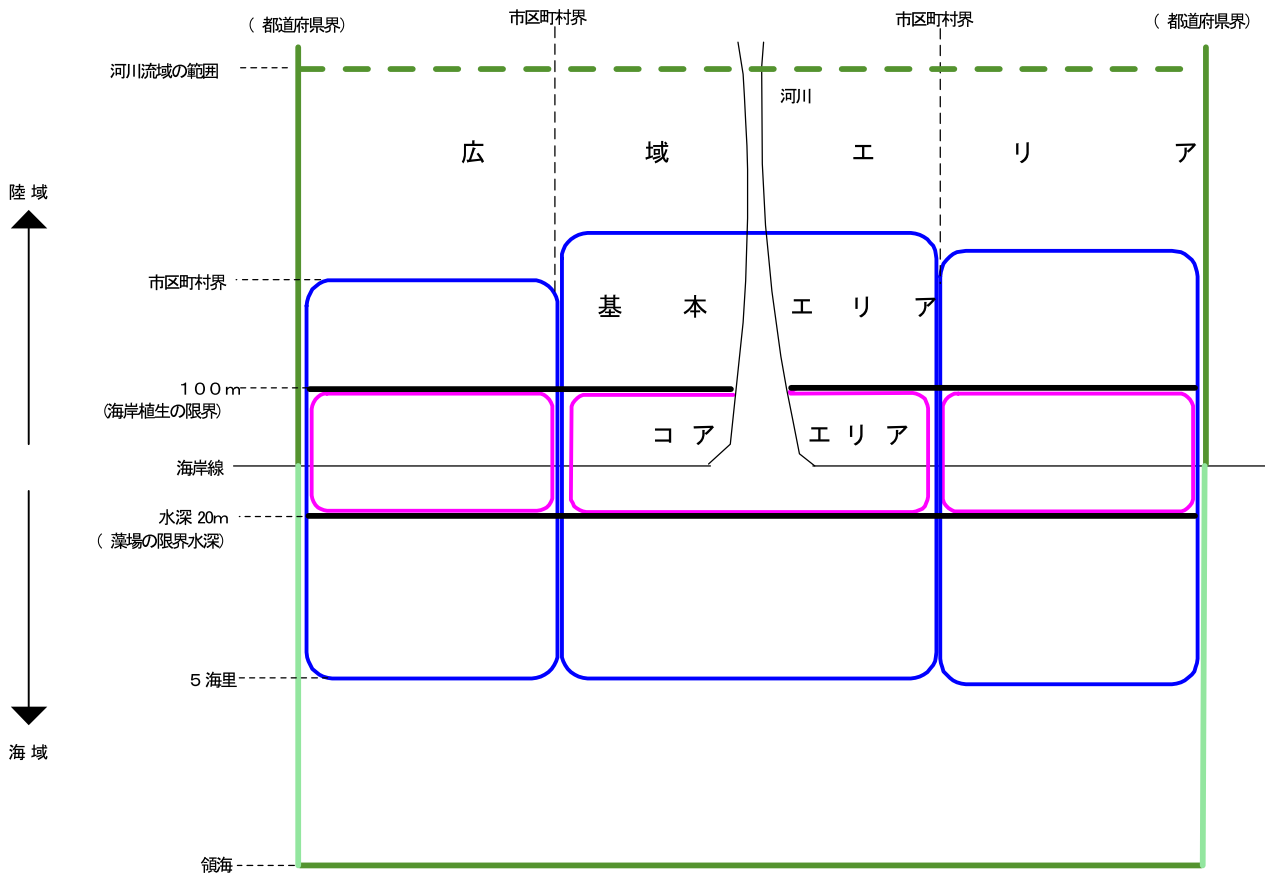 (都道府県界)
市区町村界
市区町村界
(都道府県界)
河川流域の範囲
河川
広域エリア
陸域
市区町村界
基本エリア
100m
(海岸植生の限界)
コアエリア
海岸線
水深20m
(藻場の限界水深)
5海里
海域
領海